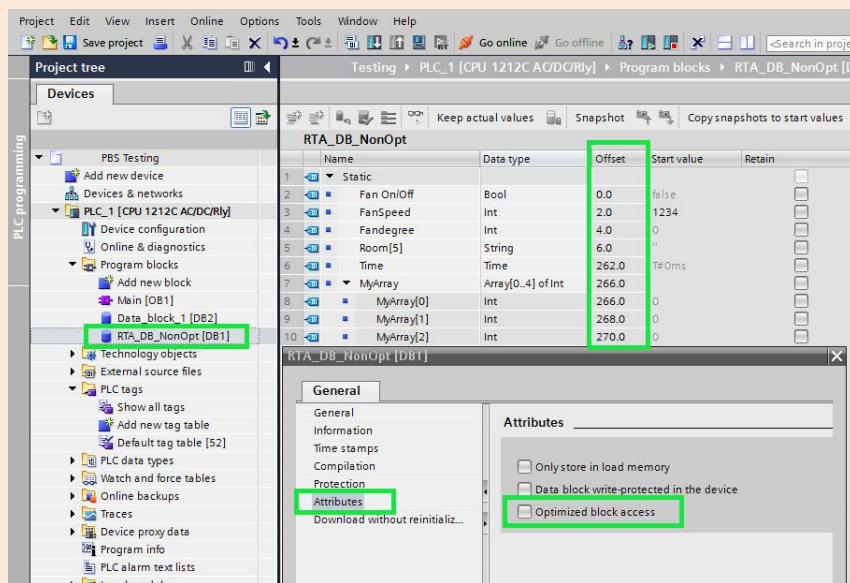 Project Edit View Insert Online Options Tools Window Help
Save project Go online Go offline <Search in proje
Project tree
Testing ▸ PLC_1 [CPU 1212C AC/DC/Rly] ▸ Program blocks ▸ RTA_DB_NonOpt [
Devices
Keep actual values Snapshot Copy snapshots to start values
PLC programming
RTA_DB_NonOpt
Name Data type Offset Start value Retain
1 Static
2 Fan On/Off Bool 0.0 false
3 FanSpeed Int 2.0 1234
4 Fandegree Int 4.0 0
5 Room[5] String 6.0 ''
6 Time Time 262.0 T#0ms
7 MyArray Array[0..4] of Int 266.0
8 MyArray[0] Int 266.0 0
9 MyArray[1] Int 268.0 0
10 MyArray[2] Int 270.0 0
PBS Testing
Add new device
Devices & networks
PLC_1 [CPU 1212C AC/DC/Rly]
Device configuration
Online & diagnostics
Program blocks
Add new block
Main [OB1]
Data_block_1 [DB2]
RTA_DB_NonOpt [DB1]
Technology objects
External source files
PLC tags
Show all tags
Add new tag table
Default tag table [52]
PLC data types
Watch and force tables
Online backups
Traces
Device proxy data
Program info
PLC alarm text lists
RTA_DB_NonOpt [DB1]
General
General
Information
Time stamps
Compilation
Protection
Attributes
Download without reinitializ...
Attributes
Only store in load memory
Data block write-protected in the device
Optimized block access